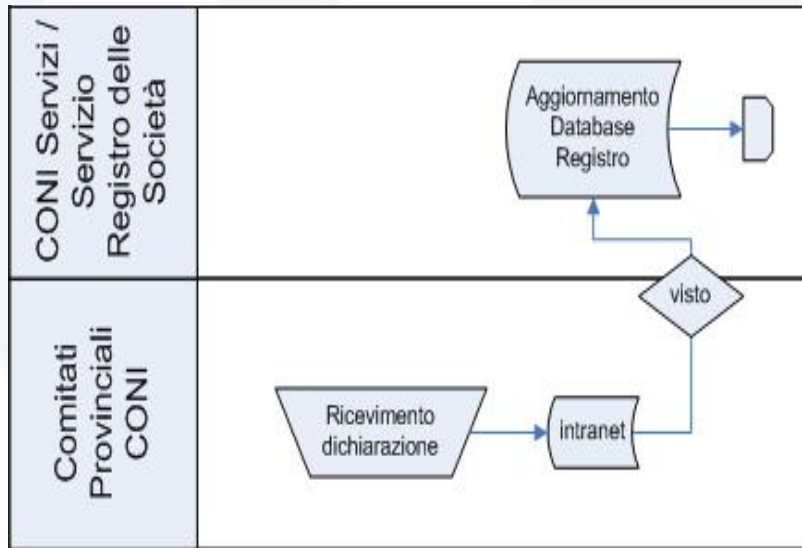 CONI Servizi /
Servizio
Registro delle
Società
Aggiornamento
Database
Registro
visto
Comitati
Provinciali
CONI
Ricevimento
dichiarazione
intranet